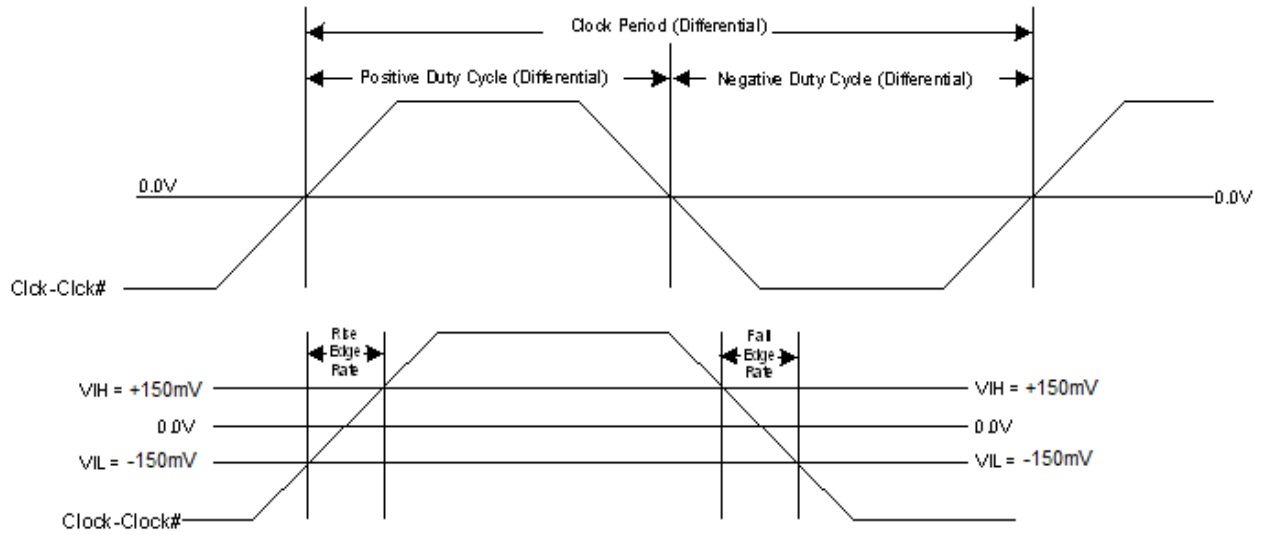 Clock Period (Differential)
Positive Duty Cycle (Differential)
Negative Duty Cycle (Differential)
0.0V
0.0V
Clck-Clck#
Rise
Edge
Rate
Fall
Edge
Rate
VIH = +150mV
VIH = +150mV
0.0V
0.0V
VIL = -150mV
VIL = -150mV
Clock-Clock#